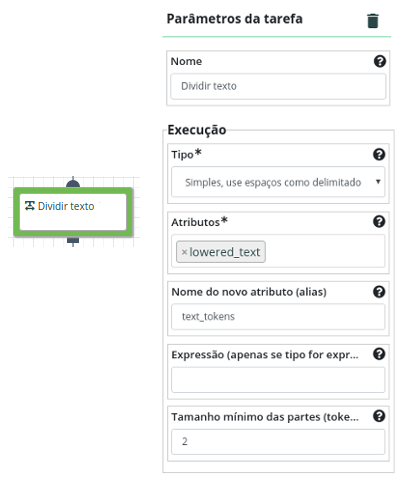 Parâmetros da tarefa
Nome
Dividir texto
Execução
Tipo*
Simples, use espaços como delimitado
Atributos*
×lowered_text
Dividir texto
Nome do novo atributo (alias)
text_tokens
Expressão (apenas se tipo for expr...
Tamanho mínimo das partes (toke...
2